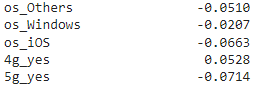 os_Others -0.0510
os_Windows -0.0207
os_iOS -0.0663
4g_yes 0.0528
5g_yes -0.0714